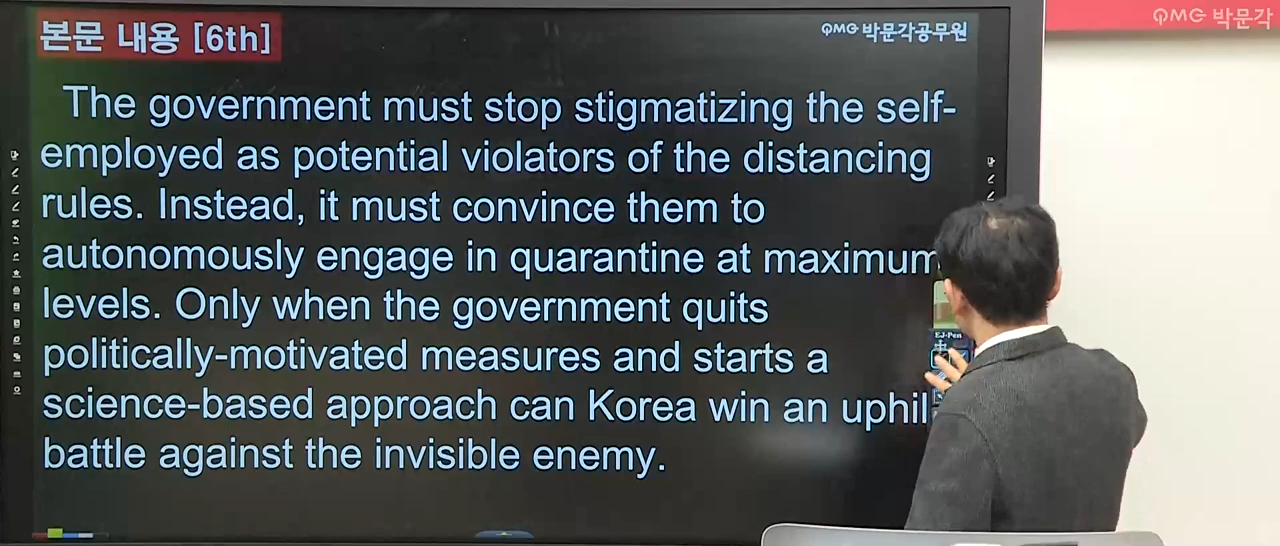 본문 내용 [6th]
QMG 박문각공무원
QMG 박문각
The government must stop stigmatizing the self-
employed as potential violators of the distancing
rules. Instead, it must convince them to
autonomously engage in quarantine at maximum
levels. Only when the government quits
politically-motivated measures and starts a
science-based approach can Korea win an uphil
battle against the invisible enemy.
EJ-Pen